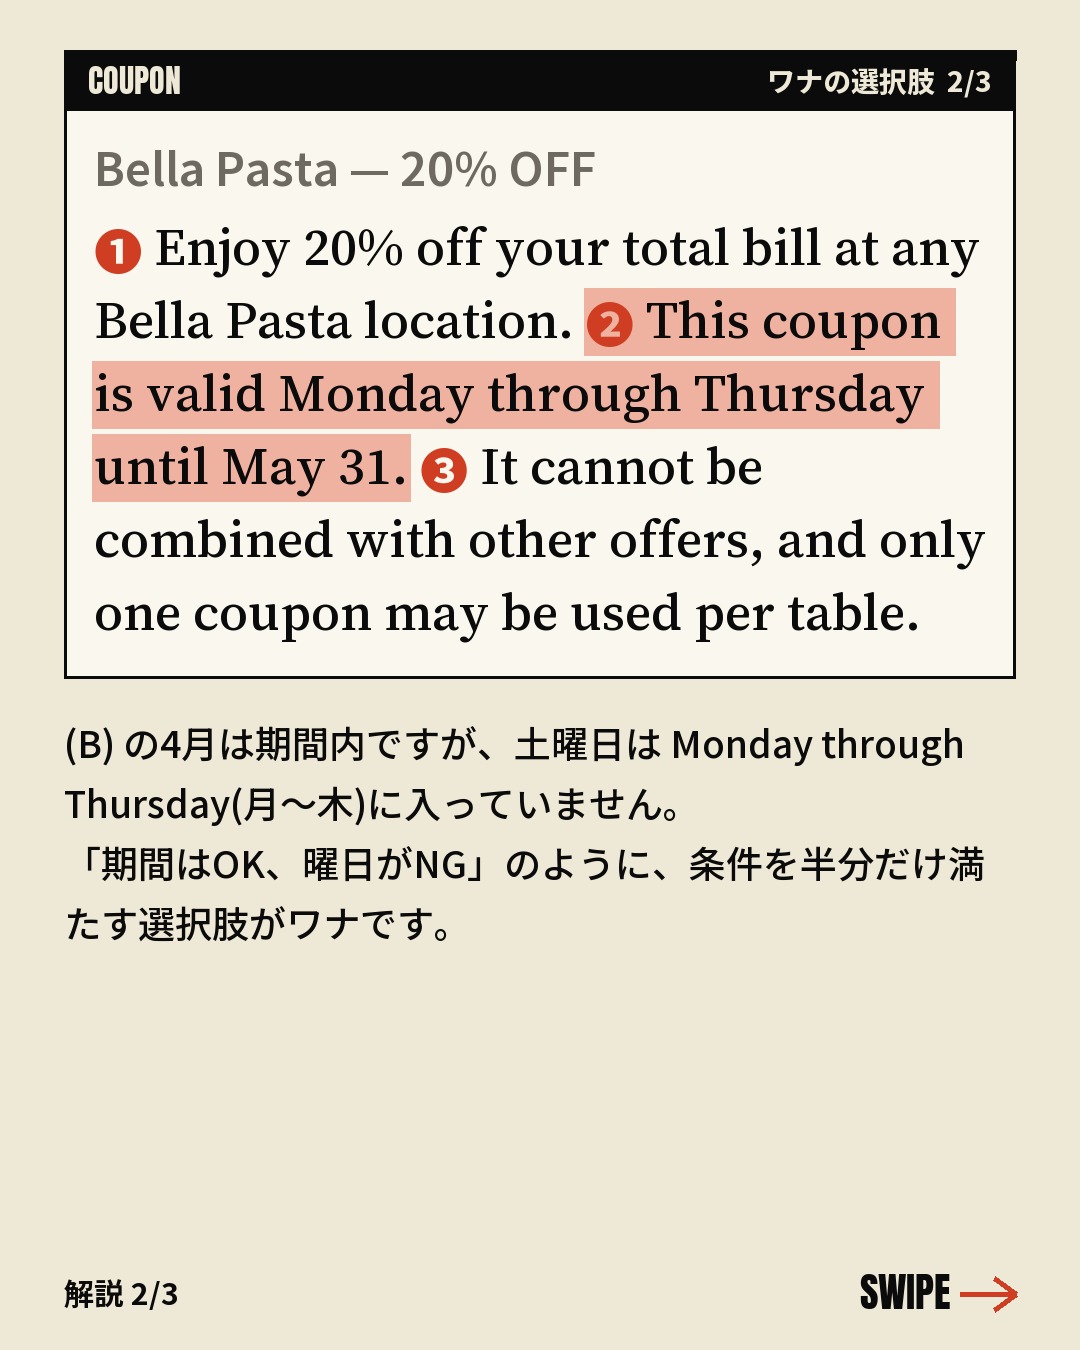 COUPON
ワナの選択肢 2/3
Bella Pasta — 20% OFF
❶ Enjoy 20% off your total bill at any
Bella Pasta location. ❷ This coupon
is valid Monday through Thursday
until May 31. ❸ It cannot be
combined with other offers, and only
one coupon may be used per table.
(B) の4月は期間内ですが、土曜日は Monday through
Thursday(月〜木)に入っていません。
「期間はOK、曜日がNG」のように、条件を半分だけ満
たす選択肢がワナです。
解説 2/3
SWIPE →